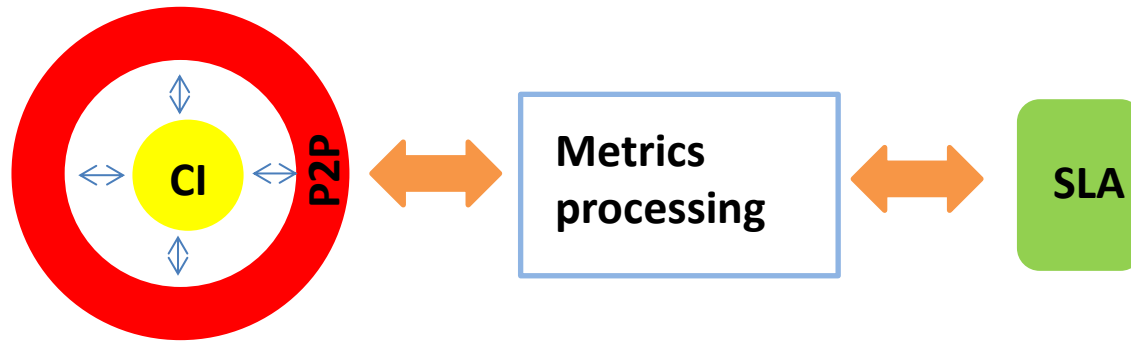 CI
P2P
Metrics
processing
SLA